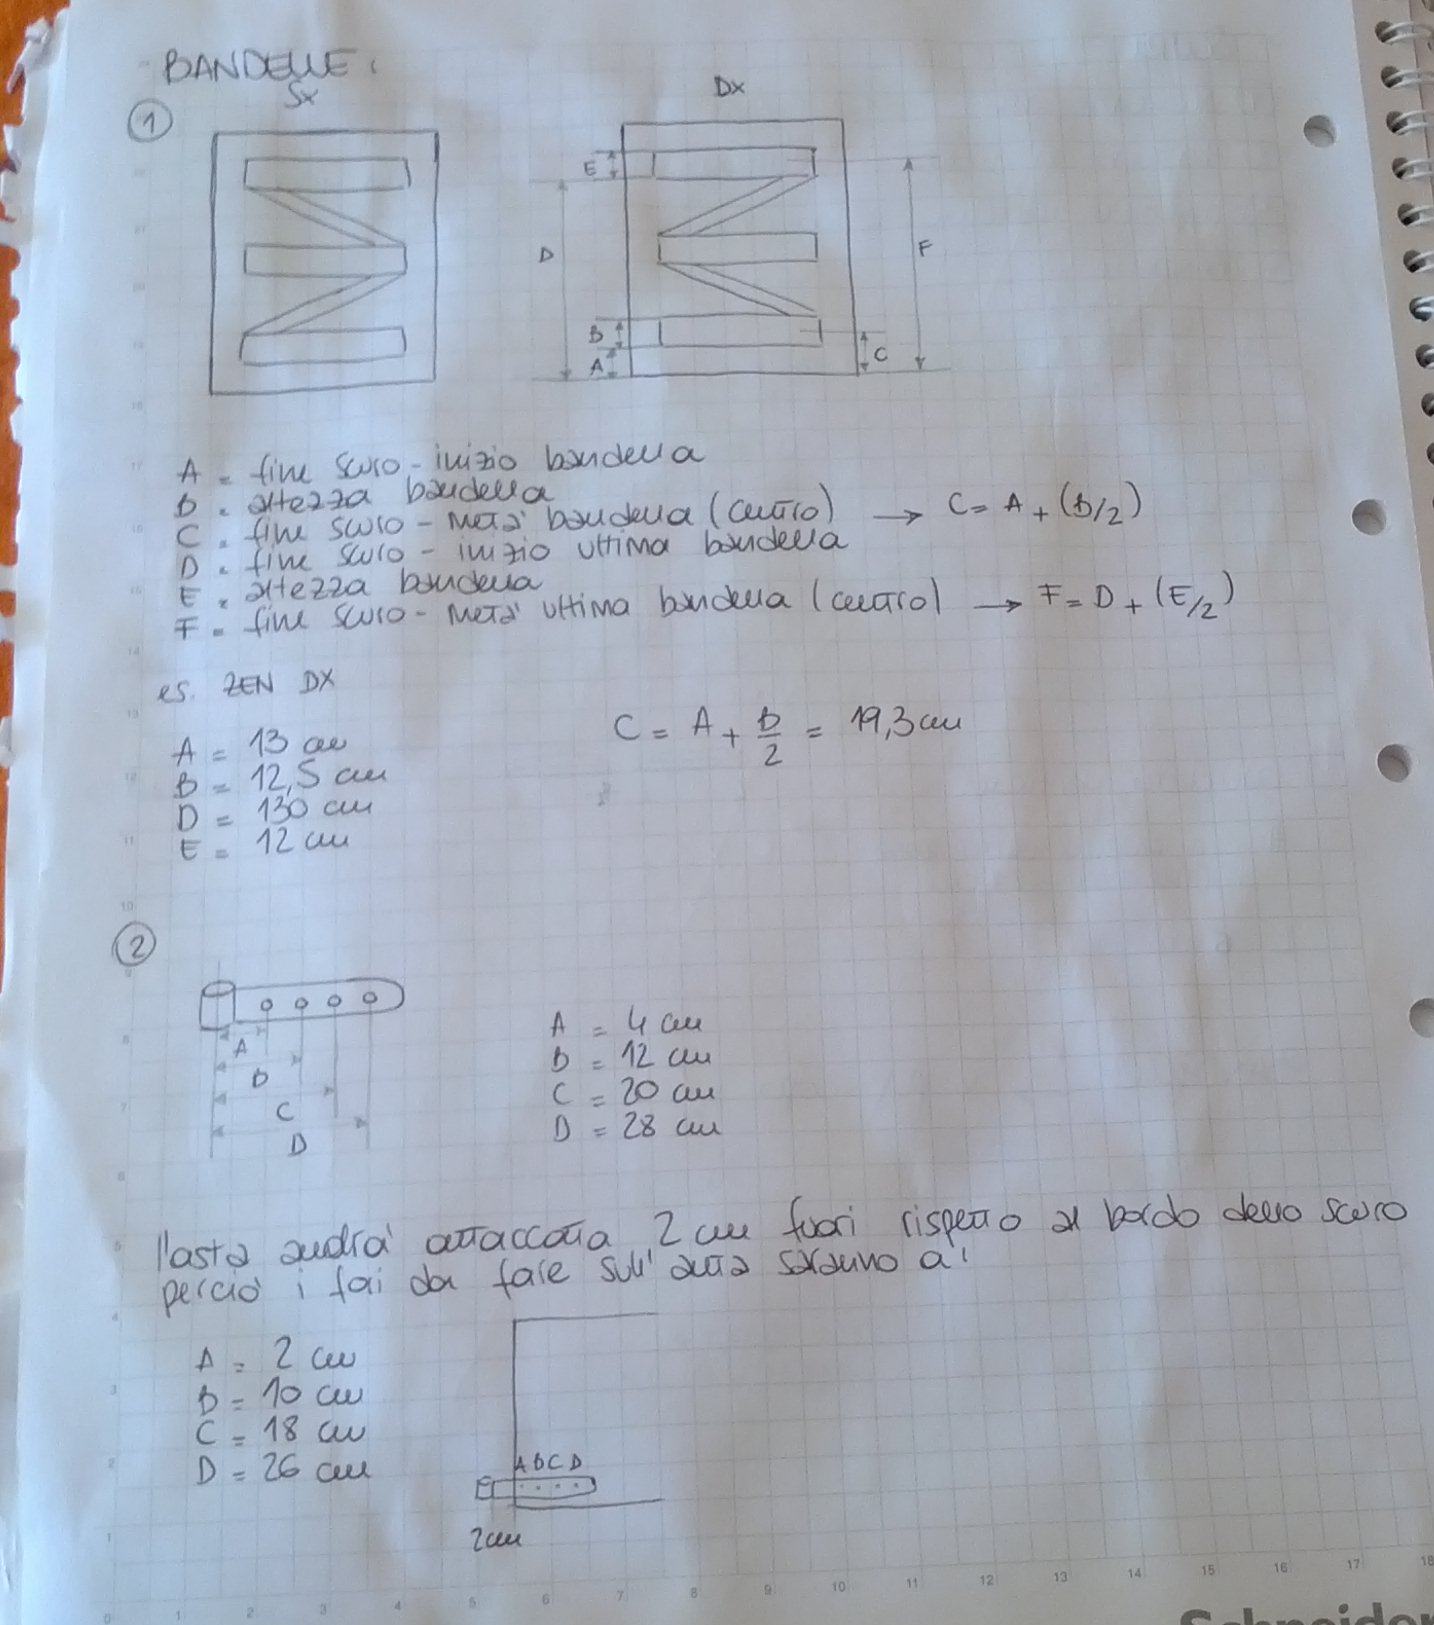 BANDELLE:
SX
DX
1
E
D
F
B
A
C
A = fine scuro - inizio bandella
B = altezza bandella
C = fine scuro - metà bandella (centro) → C = A + (B/2)
D = fine scuro - inizio ultima bandella
E = altezza bandella
F = fine scuro - metà ultima bandella (centro) → F = D + (E/2)
es. ZEN DX
C = A + B/2 = 19,3 cm
A = 13 cm
B = 12,5 cm
D = 130 cm
E = 12 cm
2
A
B
C
D
A = 4 cm
B = 12 cm
C = 20 cm
D = 28 cm
l'asta andrà attaccata 2 cm fuori rispetto al bordo dello scuro
perciò i fori da fare sull'anta saranno a:
A = 2 cm
B = 10 cm
C = 18 cm
D = 26 cm
A B C D
2cm
0 1 2 3 4 5 6 7 8 9 10 11 12 13 14 15 16 17 18
Schneider